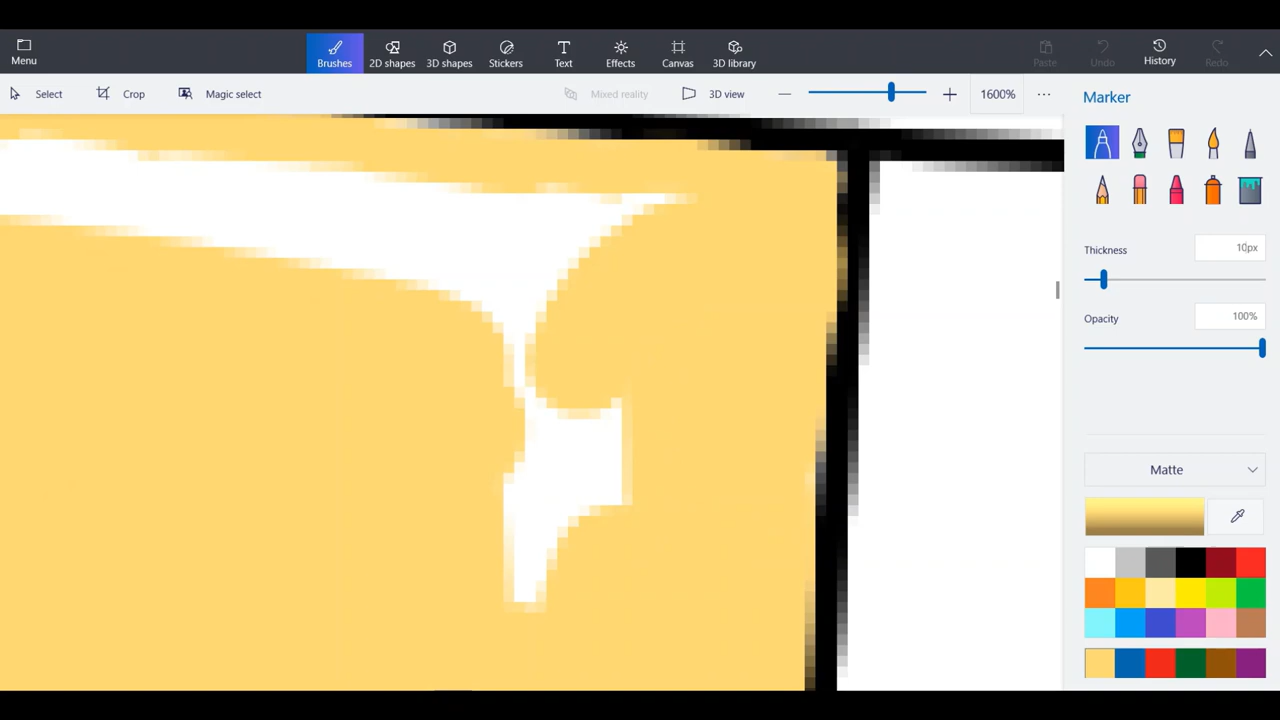 Menu
Brushes
2D shapes
3D shapes
Stickers
Text
Effects
Canvas
3D library
Paste
Undo
History
Redo
Select
Crop
Magic select
Mixed reality
3D view
1600%
Marker
Thickness
10px
Opacity
100%
Matte